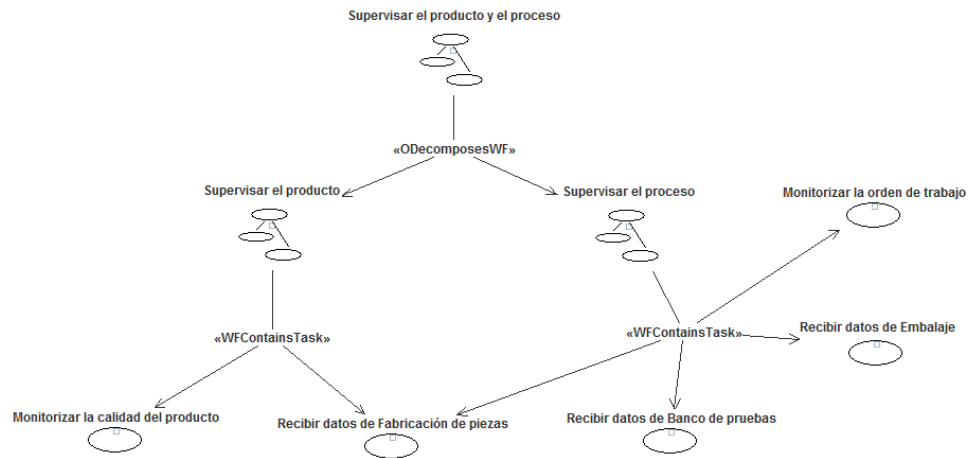 Supervisar el producto y el proceso
«ODecomposesWF»
Supervisar el producto
Supervisar el proceso
Monitorizar la orden de trabajo
«WFContainsTask»
«WFContainsTask»
Recibir datos de Embalaje
Monitorizar la calidad del producto
Recibir datos de Fabricación de piezas
Recibir datos de Banco de pruebas